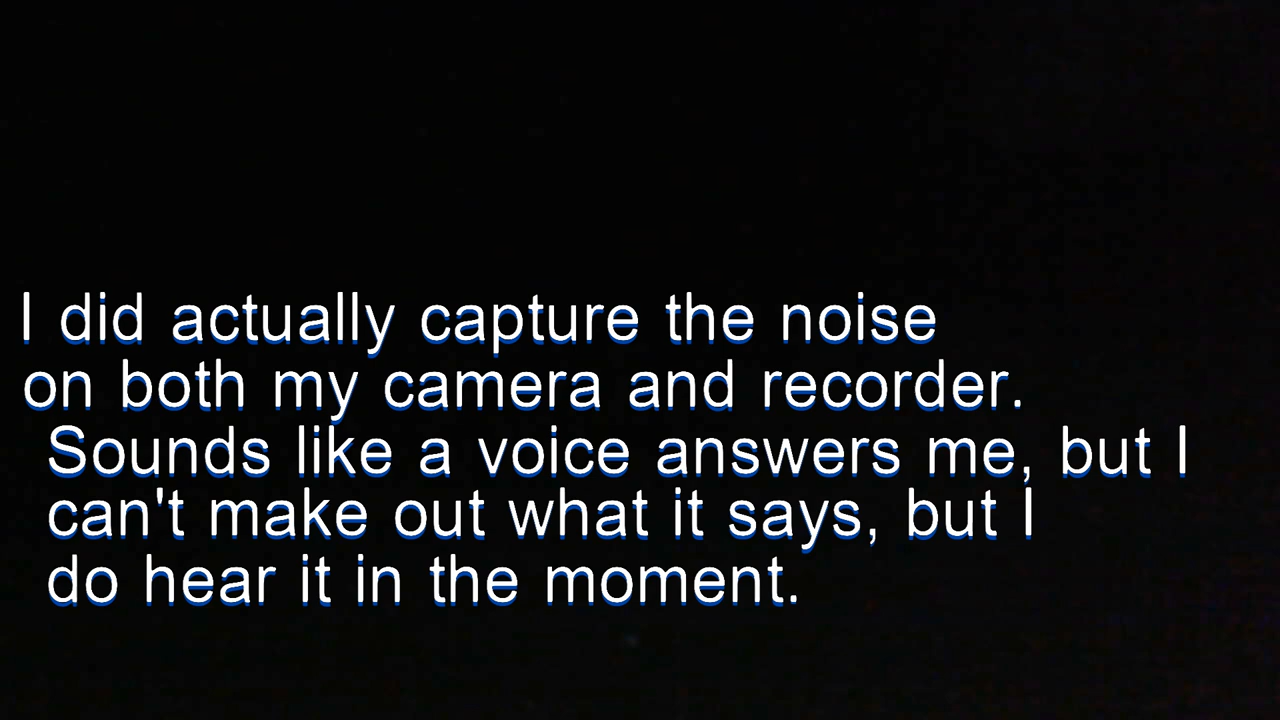 I did actually capture the noise
on both my camera and recorder.
Sounds like a voice answers me, but I
can't make out what it says, but I
do hear it in the moment.